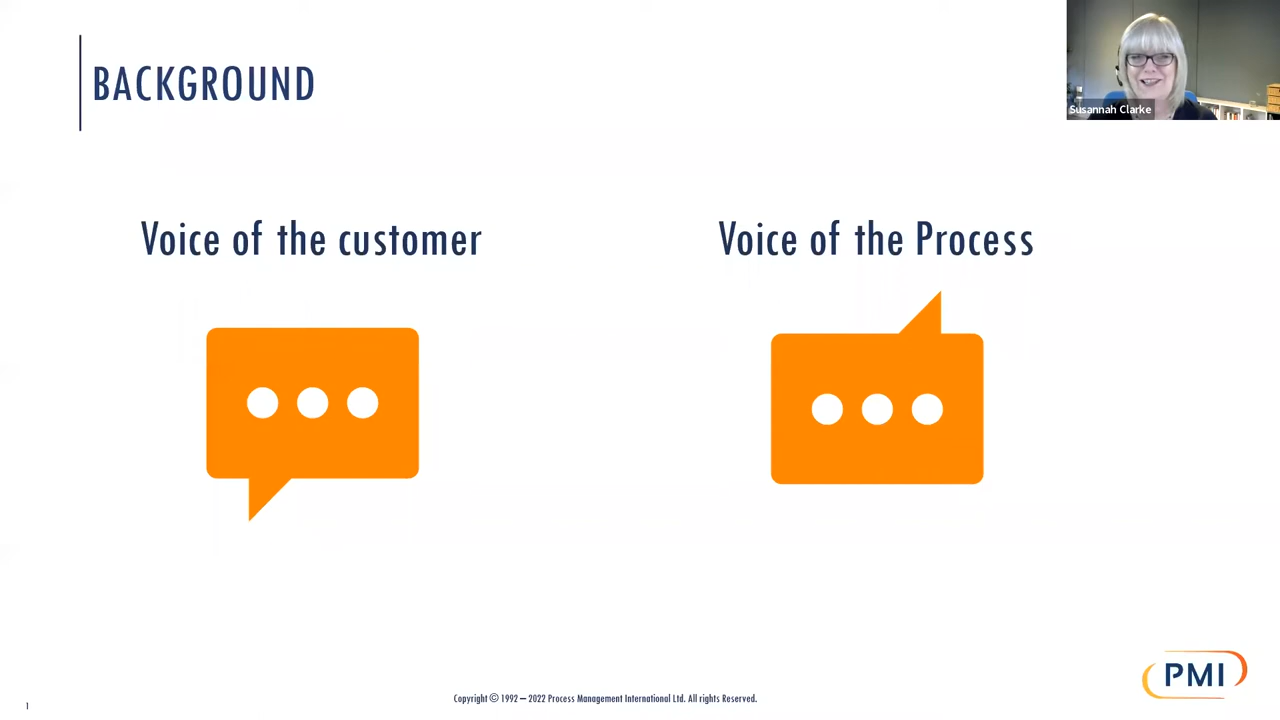 BACKGROUND
Susannah Clarke
Voice of the customer
Voice of the Process
PMI
Copyright © 1992 – 2022 Process Management International Ltd. All rights Reserved.
1